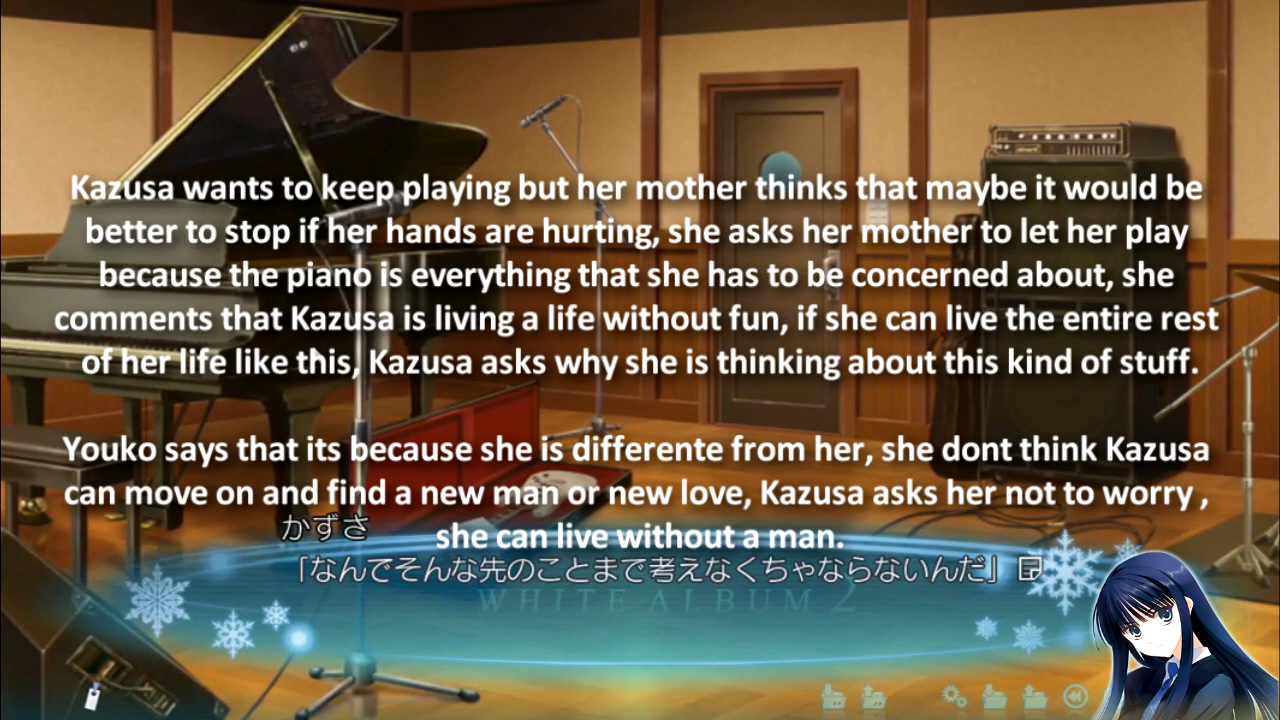 Kazusa wants to keep playing but her mother thinks that maybe it would be
better to stop if her hands are hurting, she asks her mother to let her play
because the piano is everything that she has to be concerned about, she
comments that Kazusa is living a life without fun, if she can live the entire rest
of her life like this, Kazusa asks why she is thinking about this kind of stuff.
Youko says that its because she is differente from her, she dont think Kazusa
can move on and find a new man or new love, Kazusa asks her not to worry ,
かずさ
she can live without a man.
「なんでそんな先のことまで考えなくちゃならないんだ」
WHITE ALBUM 2